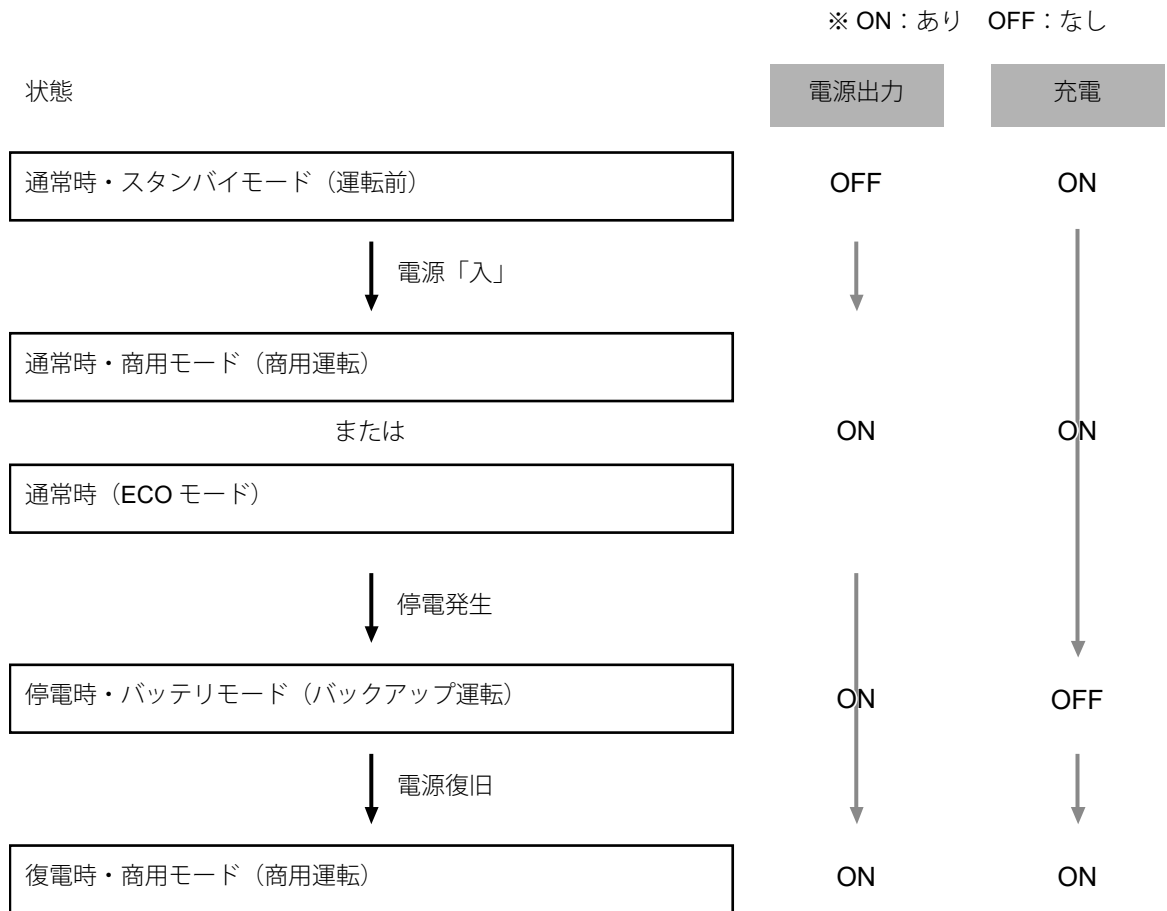 ※ ON：あり　OFF：なし
状態　電源出力　充電
通常時・スタンバイモード（運転前）　OFF　ON
電源「入」
通常時・商用モード（商用運転）
または　ON　ON
通常時（ECO モード）
停電発生
停電時・バッテリモード（バックアップ運転）　ON　OFF
電源復旧
復電時・商用モード（商用運転）　ON　ON